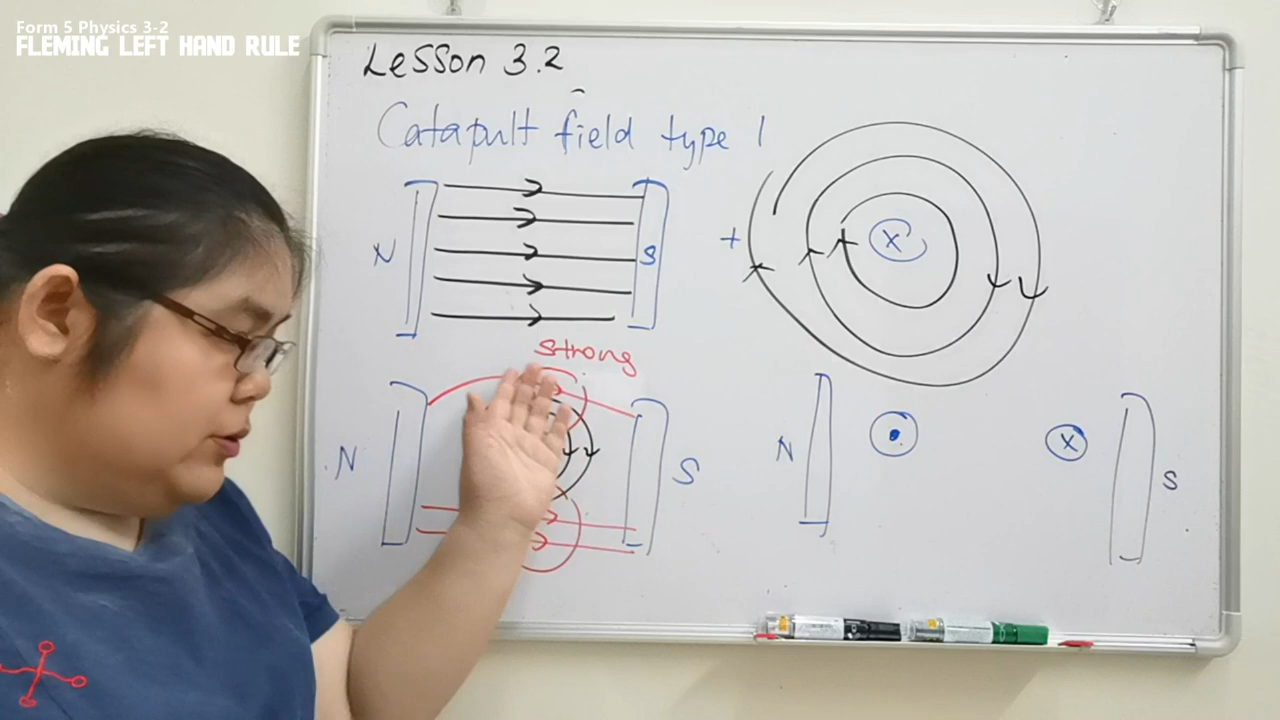 Form 5 Physics 3-2
FLEMING LEFT HAND RULE
Lesson 3.2
Catapult field type 1
N
S
+
X
strong
N
S
N
X
S